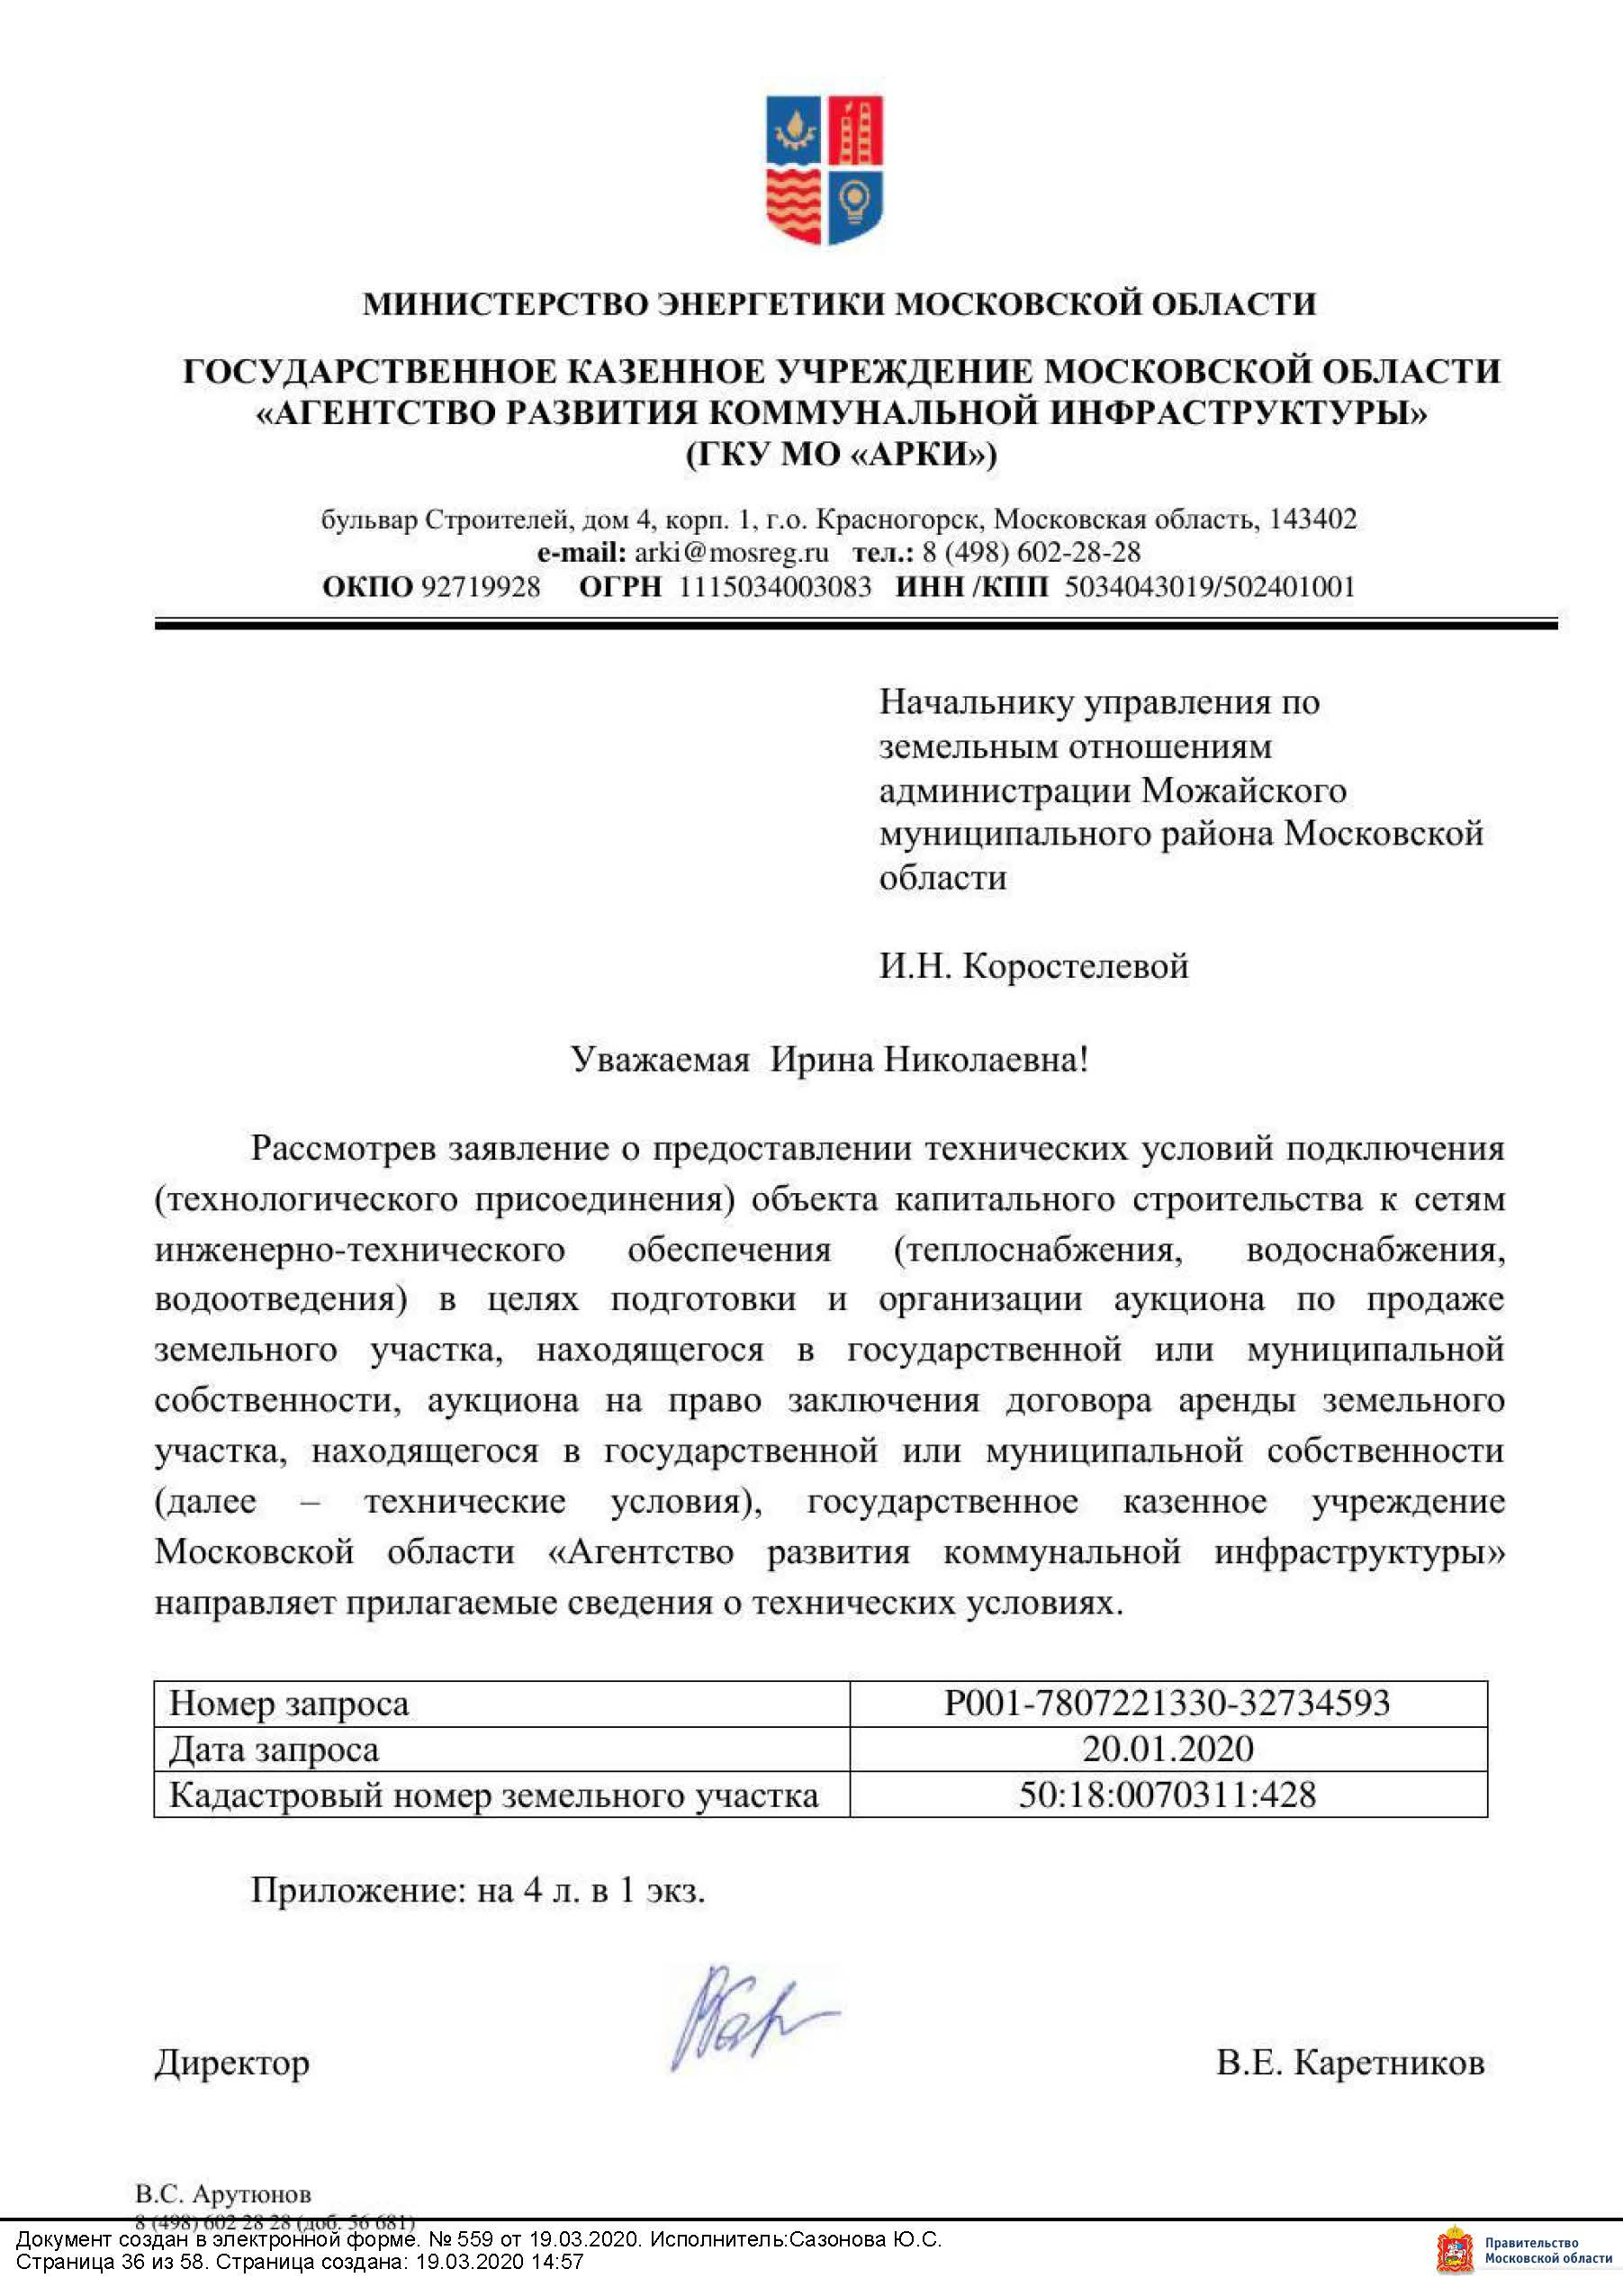 МИНИСТЕРСТВО ЭНЕРГЕТИКИ МОСКОВСКОЙ ОБЛАСТИ
ГОСУДАРСТВЕННОЕ КАЗЕННОЕ УЧРЕЖДЕНИЕ МОСКОВСКОЙ ОБЛАСТИ
«АГЕНТСТВО РАЗВИТИЯ КОММУНАЛЬНОЙ ИНФРАСТРУКТУРЫ»
(ГКУ МО «АРКИ»)
бульвар Строителей, дом 4, корп. 1, г.о. Красногорск, Московская область, 143402
e-mail: arki@mosreg.ru тел.: 8 (498) 602-28-28
ОКПО 92719928 ОГРН 1115034003083 ИНН /КПП 5034043019/502401001
Начальнику управления по
земельным отношениям
администрации Можайского
муниципального района Московской
области
И.Н. Коростелевой
Уважаемая Ирина Николаевна!
Рассмотрев заявление о предоставлении технических условий подключения
(технологического присоединения) объекта капитального строительства к сетям
инженерно-технического обеспечения (теплоснабжения, водоснабжения,
водоотведения) в целях подготовки и организации аукциона по продаже
земельного участка, находящегося в государственной или муниципальной
собственности, аукциона на право заключения договора аренды земельного
участка, находящегося в государственной или муниципальной собственности
(далее – технические условия), государственное казенное учреждение
Московской области «Агентство развития коммунальной инфраструктуры»
направляет прилагаемые сведения о технических условиях.
Номер запроса P001-7807221330-32734593
Дата запроса 20.01.2020
Кадастровый номер земельного участка 50:18:0070311:428
Приложение: на 4 л. в 1 экз.
Директор В.Е. Каретников
В.С. Арутюнов
8 (498) 602 28 28 (доб. 56 681)
Документ создан в электронной форме. № 559 от 19.03.2020. Исполнитель:Сазонова Ю.С.
Страница 36 из 58. Страница создана: 19.03.2020 14:57
Правительство
Московской области